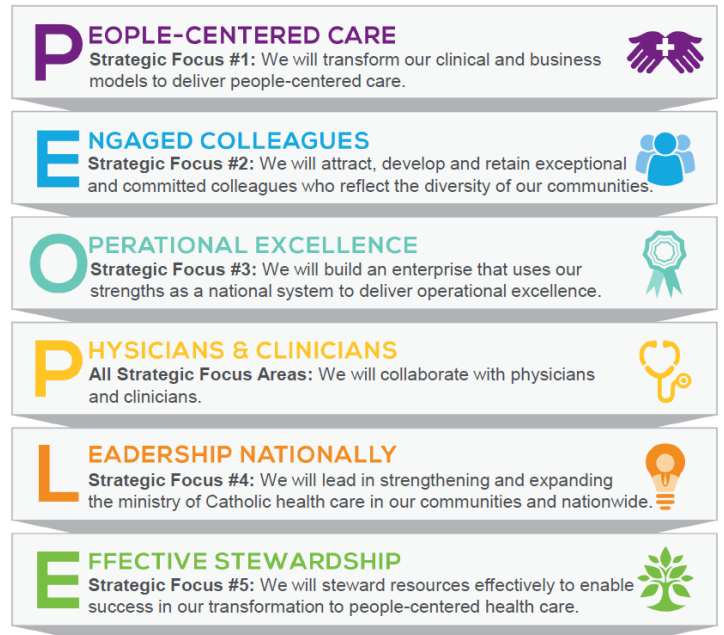 PEOPLE-CENTERED CARE
Strategic Focus #1: We will transform our clinical and business
models to deliver people-centered care.
ENGAGED COLLEAGUES
Strategic Focus #2: We will attract, develop and retain exceptional
and committed colleagues who reflect the diversity of our communities.
OPERATIONAL EXCELLENCE
Strategic Focus #3: We will build an enterprise that uses our
strengths as a national system to deliver operational excellence.
PHYSICIANS & CLINICIANS
All Strategic Focus Areas: We will collaborate with physicians
and clinicians.
LEADERSHIP NATIONALLY
Strategic Focus #4: We will lead in strengthening and expanding
the ministry of Catholic health care in our communities and nationwide.
EFFECTIVE STEWARDSHIP
Strategic Focus #5: We will steward resources effectively to enable
success in our transformation to people-centered health care.